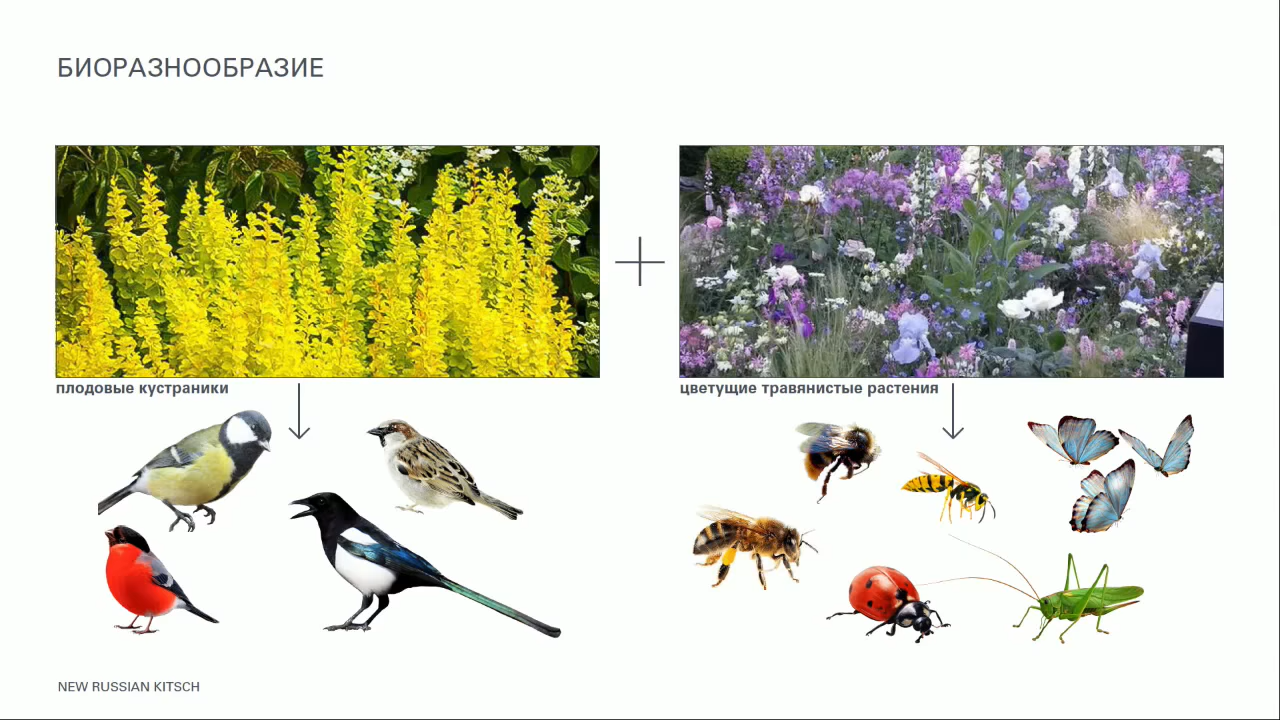 БИОРАЗНООБРАЗИЕ
плодовые кустраники
цветущие травянистые растения
NEW RUSSIAN KITSCH